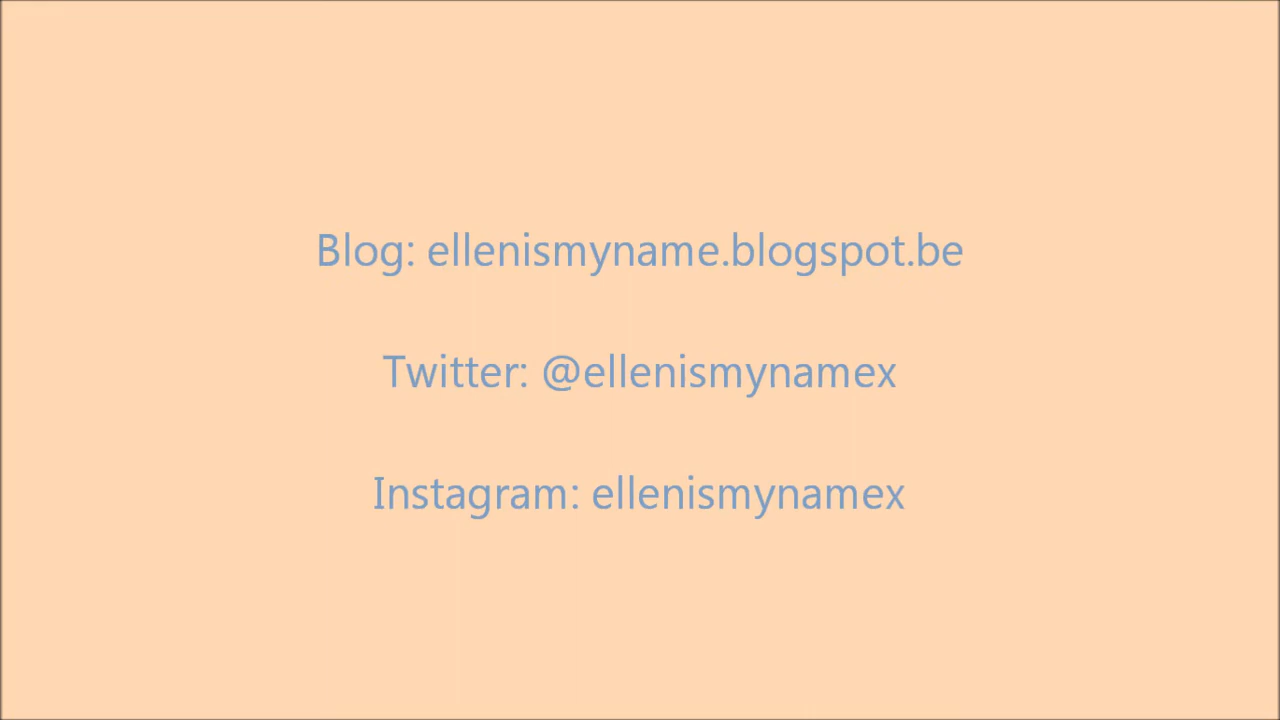 Blog: ellenismyname.blogspot.be
Twitter: @ellenismynamex
Instagram: ellenismynamex